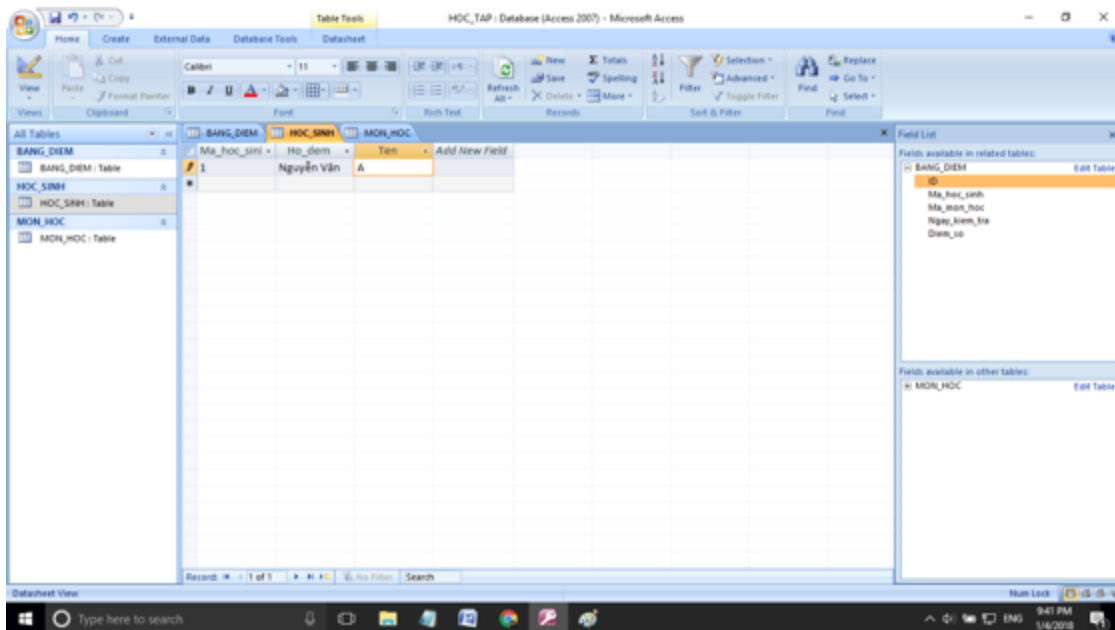 Table Tools
HOC_TAP : Database (Access 2007) - Microsoft Access
Home Create External Data Database Tools Datasheet
View
Views
Paste
Cut
Copy
Format Painter
Clipboard
Calibri 11
B I U A
Font
Rich Text
Refresh All
New
Save
Delete
Totals
Spelling
More
Records
Filter
Selection
Advanced
Toggle Filter
Sort & Filter
Find
Replace
Go To
Select
Find
All Tables
BANG_DIEM
BANG_DIEM : Table
HOC_SINH
HOC_SINH : Table
MON_HOC
MON_HOC : Table
BANG_DIEM HOC_SINH MON_HOC
Ma_hoc_sinl Ho_dem Ten Add New Field
1 Nguyễn Văn A
Record: 1 of 1 No Filter Search
Field List
Fields available in related tables:
BANG_DIEM Edit Table
ID
Ma_hoc_sinh
Ma_mon_hoc
Ngay_kiem_tra
Diem_so
Fields available in other tables:
MON_HOC Edit Table
Datasheet View
Num Lock
Type here to search
ENG
9:41 PM
1/4/2018